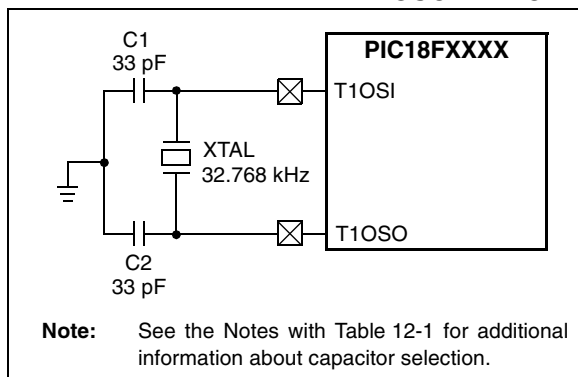 C1
33 pF
PIC18FXXXX
T1OSI
XTAL
32.768 kHz
T1OSO
C2
33 pF
Note: See the Notes with Table 12-1 for additional
information about capacitor selection.